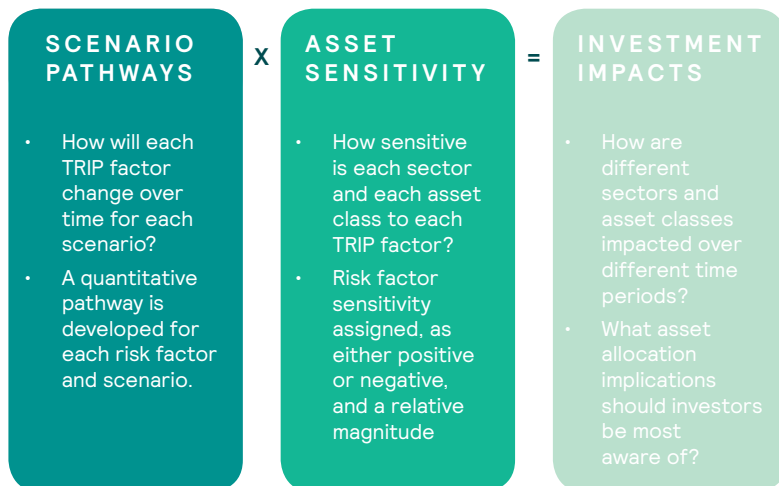 SCENARIO
PATHWAYS
• How will each
TRIP factor
change over
time for each
scenario?
• A quantitative
pathway is
developed for
each risk factor
and scenario.
X
ASSET
SENSITIVITY
• How sensitive
is each sector
and each asset
class to each
TRIP factor?
• Risk factor
sensitivity
assigned, as
either positive
or negative,
and a relative
magnitude
=
INVESTMENT
IMPACTS
• How are
different
sectors and
asset classes
impacted over
different time
periods?
• What asset
allocation
implications
should investors
be most
aware of?